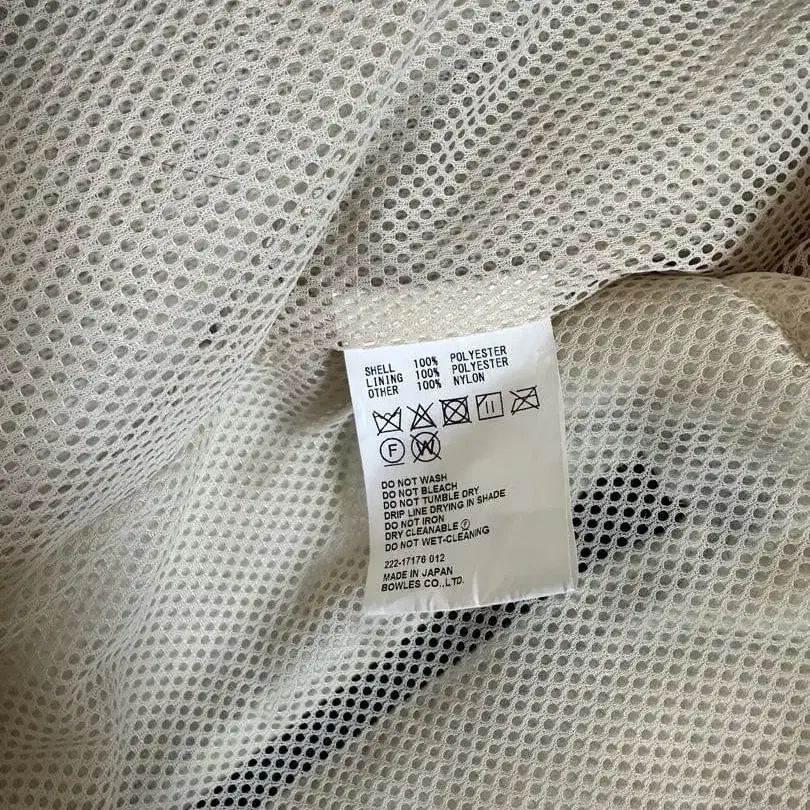 SHELL 100% POLYESTER
LINING 100% POLYESTER
OTHER 100% NYLON
F W
DO NOT WASH
DO NOT BLEACH
DO NOT TUMBLE DRY
DRIP LINE DRYING IN SHADE
DO NOT IRON
DRY CLEANABLE Ⓕ
DO NOT WET-CLEANING
222-17176 012
MADE IN JAPAN
BOWLES CO.,LTD.